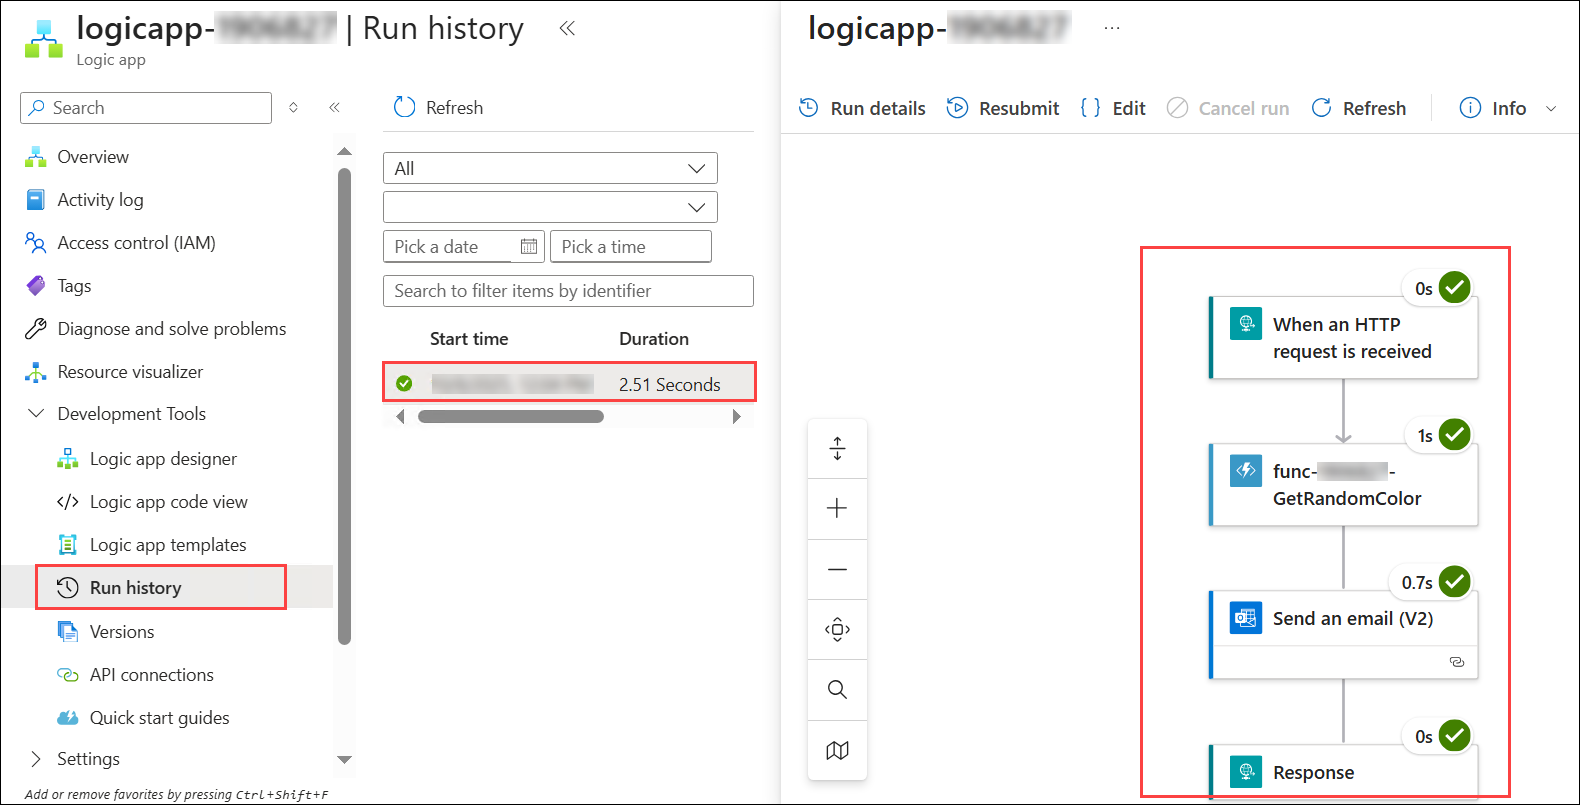 logicapp- | Run history
Logic app
Search
Overview
Activity log
Access control (IAM)
Tags
Diagnose and solve problems
Resource visualizer
Development Tools
Logic app designer
Logic app code view
Logic app templates
Run history
Versions
API connections
Quick start guides
Settings
Add or remove favorites by pressing Ctrl+Shift+F
Refresh
All
Pick a date
Pick a time
Search to filter items by identifier
Start time Duration
2.51 Seconds
logicapp-
Run details Resubmit Edit Cancel run Refresh Info
0s
When an HTTP
request is received
1s
func- -
GetRandomColor
0.7s
Send an email (V2)
0s
Response